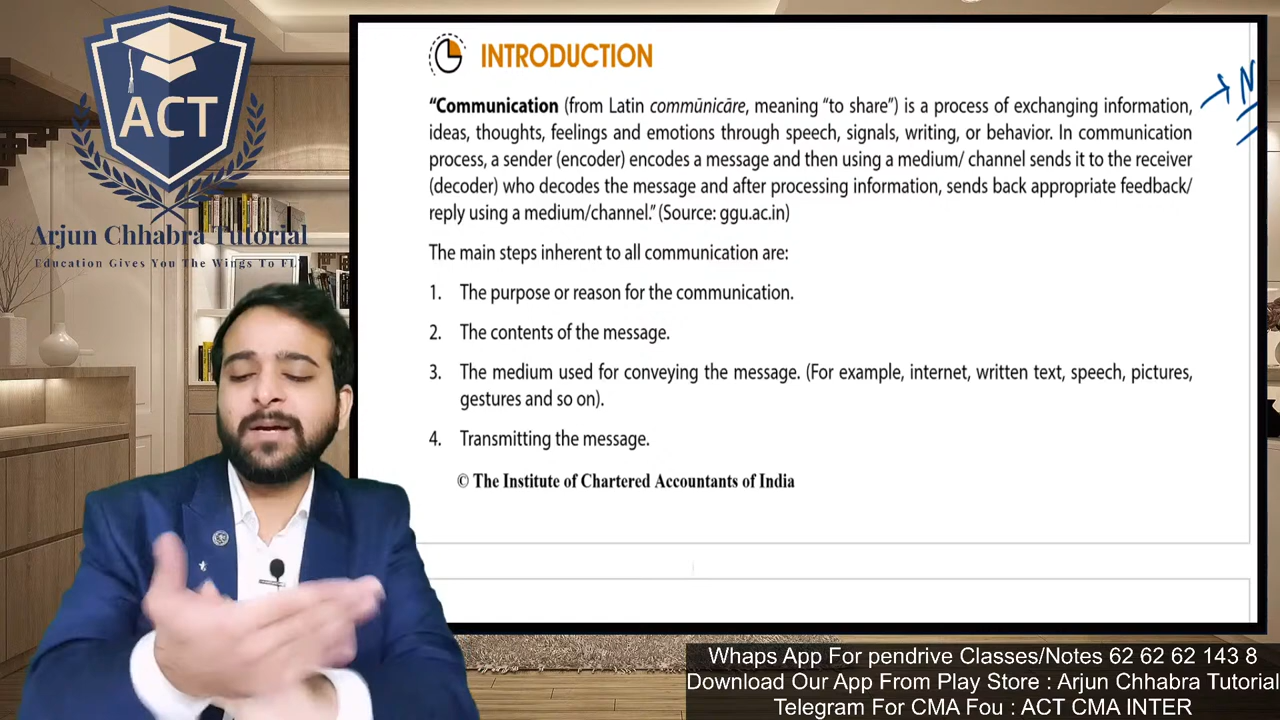 ACT
Arjun Chhabra Tutorial
Education Gives You The Wings To
INTRODUCTION
“Communication (from Latin commūnicāre, meaning “to share”) is a process of exchanging information,
ideas, thoughts, feelings and emotions through speech, signals, writing, or behavior. In communication
process, a sender (encoder) encodes a message and then using a medium/ channel sends it to the receiver
(decoder) who decodes the message and after processing information, sends back appropriate feedback/
reply using a medium/channel.” (Source: ggu.ac.in)
The main steps inherent to all communication are:
1. The purpose or reason for the communication.
2. The contents of the message.
3. The medium used for conveying the message. (For example, internet, written text, speech, pictures,
gestures and so on).
4. Transmitting the message.
© The Institute of Chartered Accountants of India
Whaps App For pendrive Classes/Notes 62 62 62 143 8
Download Our App From Play Store : Arjun Chhabra Tutorial
Telegram For CMA Fou : ACT CMA INTER